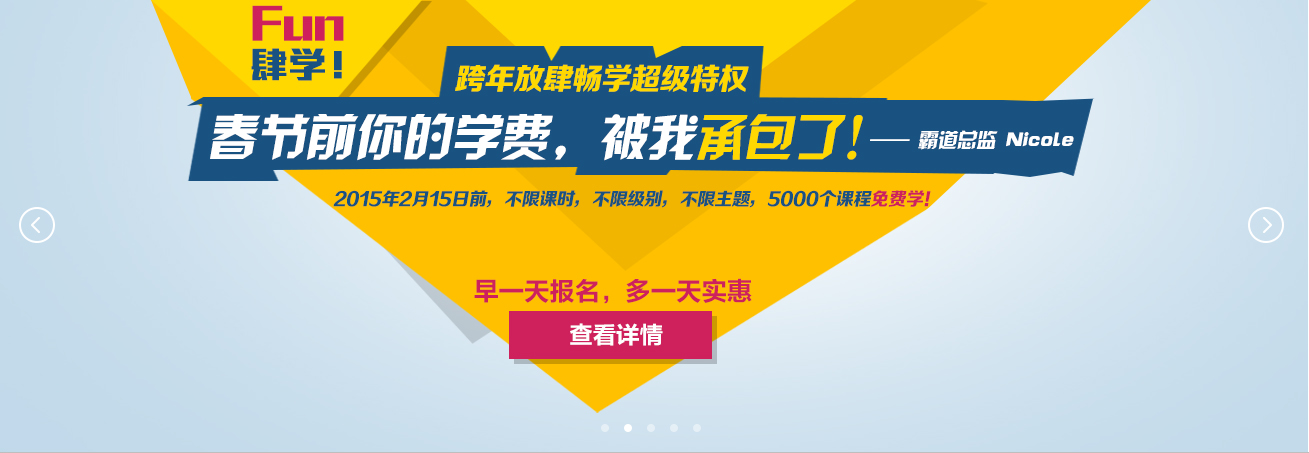 Fun
肆学!
跨年放肆畅学超级特权
春节前你的学费，被我承包了! —— 霸道总监 Nicole
2015年2月15日前，不限课时，不限级别，不限主题，5000个课程免费学!
早一天报名，多一天实惠
查看详情